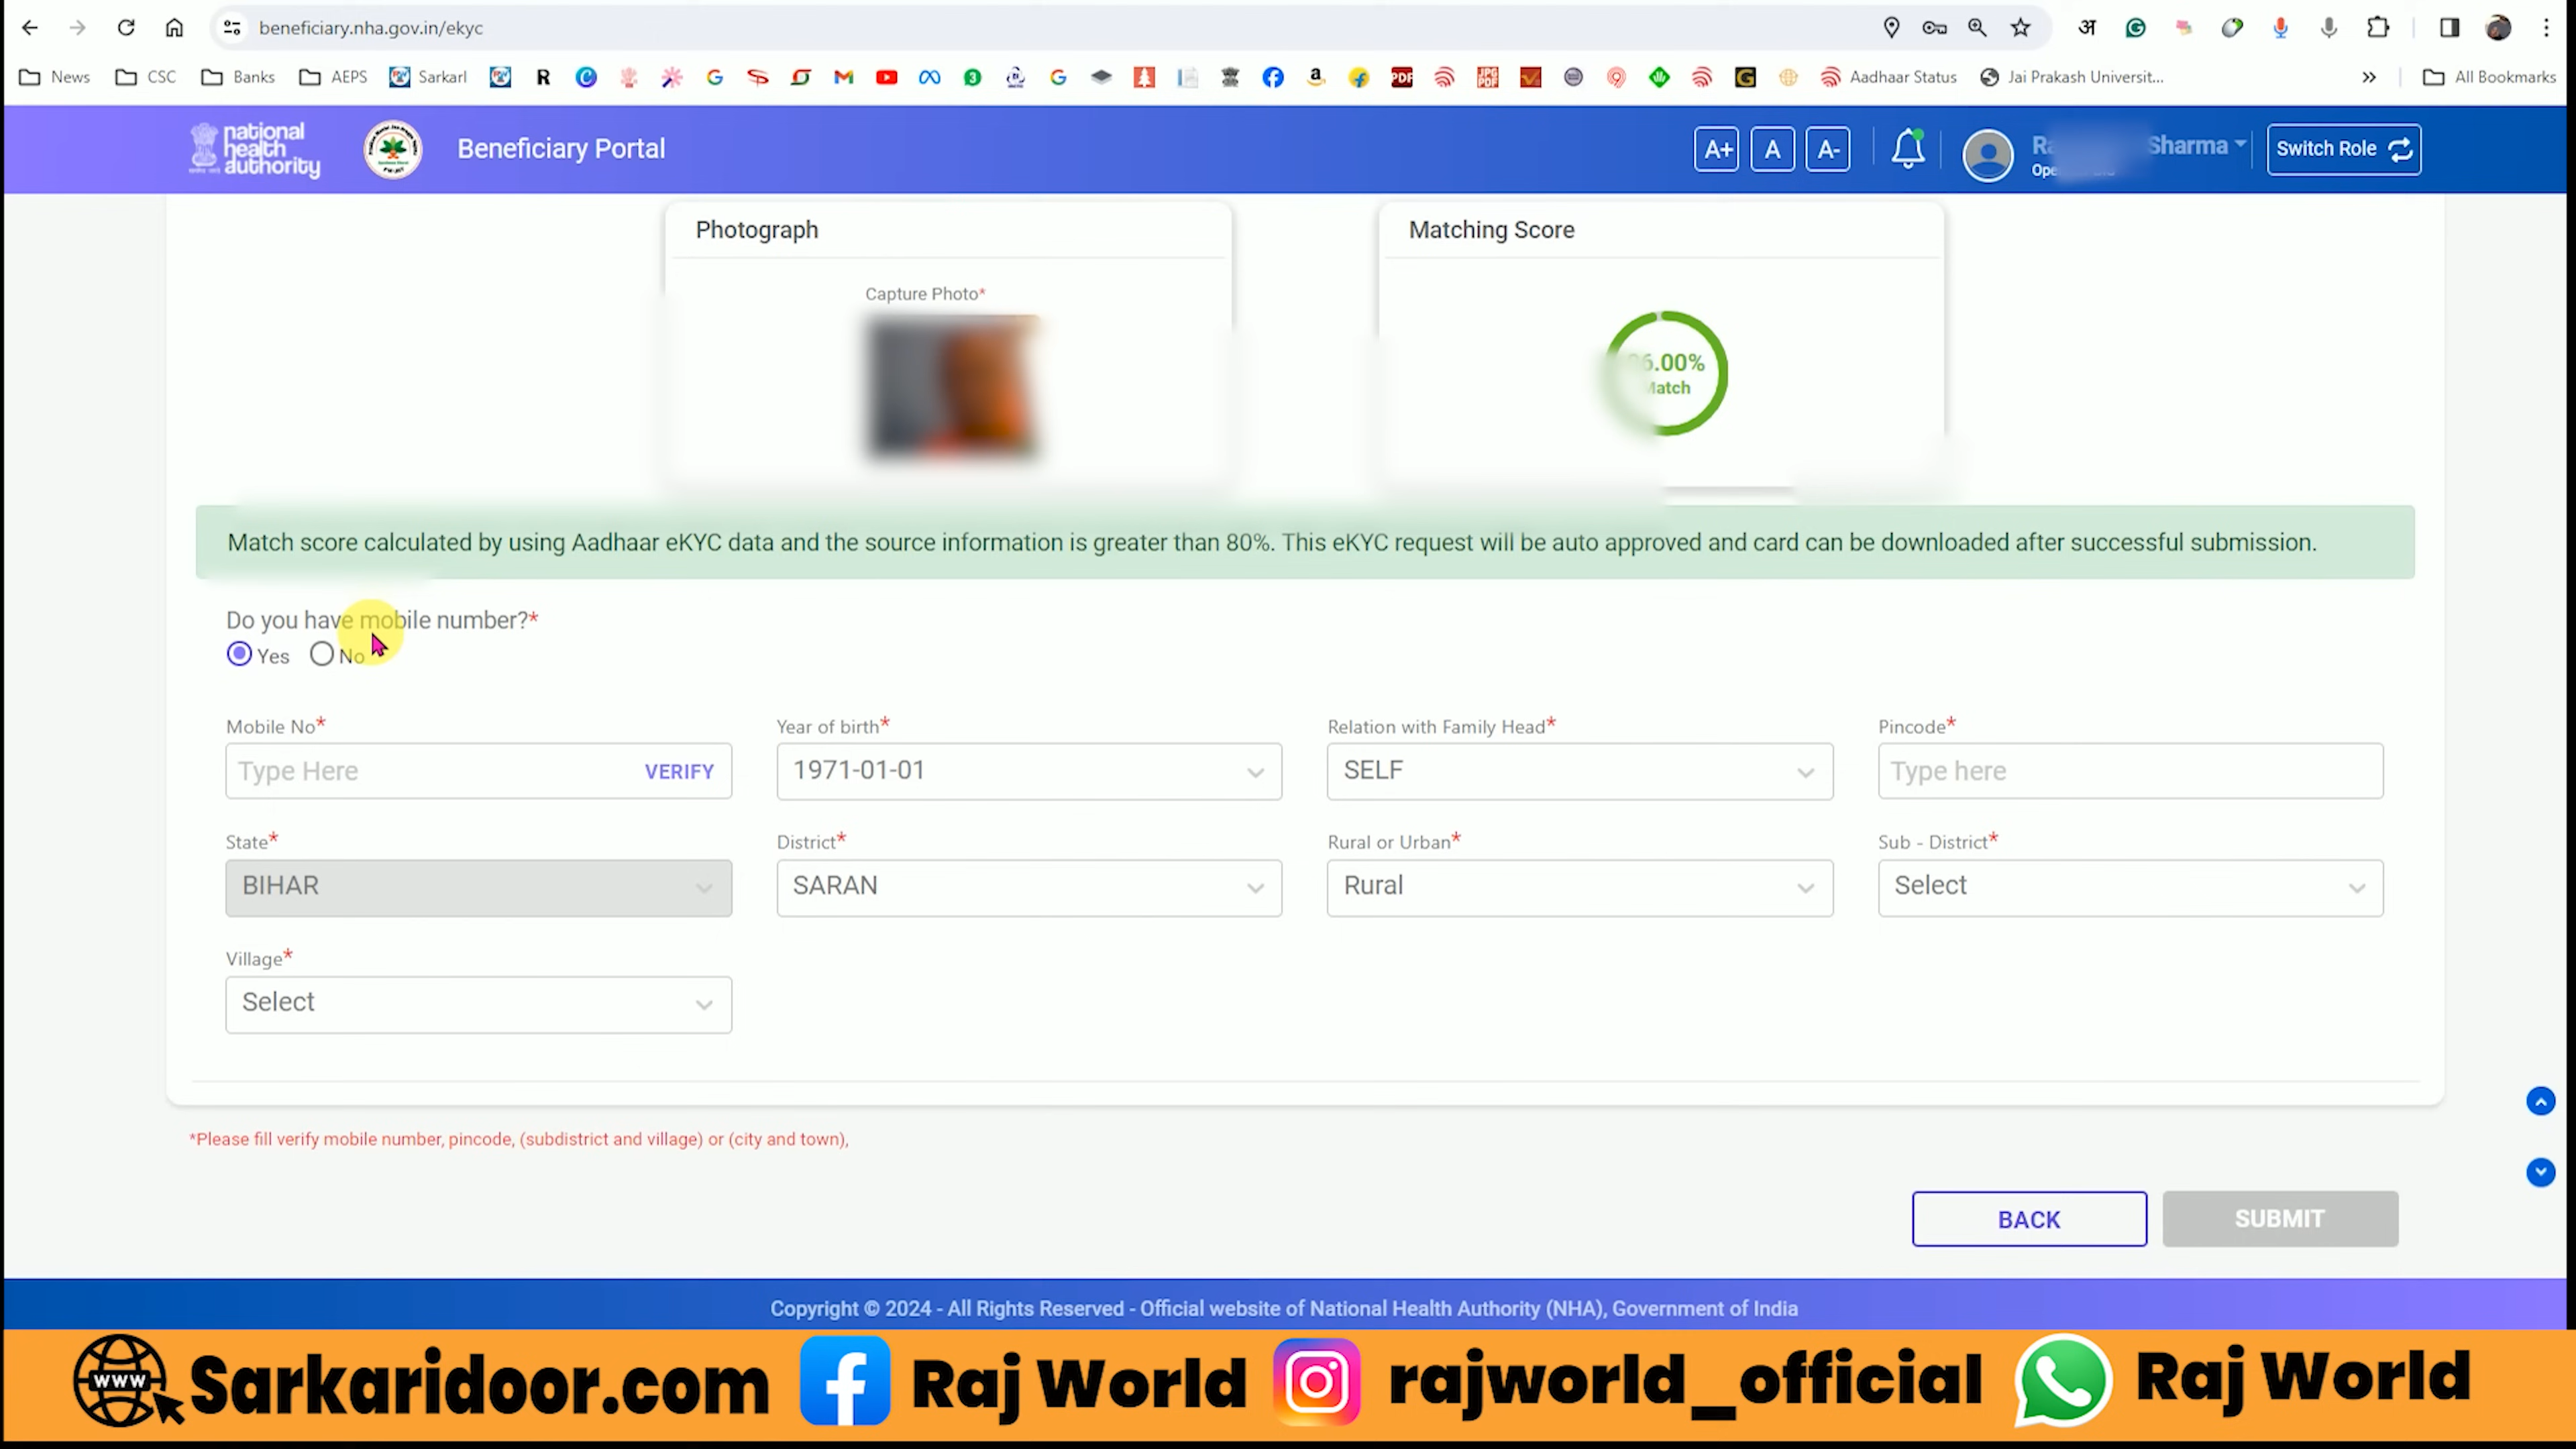 beneficiary.nha.gov.in/ekyc
अ
News CSC Banks AEPS Sarkarl Aadhaar Status Jai Prakash Universit... » All Bookmarks
national health authority
Beneficiary Portal
A+ A A- Sharma Switch Role
Photograph
Matching Score
Capture Photo*
6.00%
Match score calculated by using Aadhaar eKYC data and the source information is greater than 80%. This eKYC request will be auto approved and card can be downloaded after successful submission.
Do you have mobile number?*
Yes No
Mobile No* Year of birth* Relation with Family Head* Pincode*
Type Here VERIFY 1971-01-01 SELF Type here
State* District* Rural or Urban* Sub - District*
BIHAR SARAN Rural Select
Village*
Select
*Please fill verify mobile number, pincode, (subdistrict and village) or (city and town),
BACK SUBMIT
Copyright © 2024 - All Rights Reserved - Official website of National Health Authority (NHA), Government of India
www Sarkaridoor.com Raj World rajworld_official Raj World